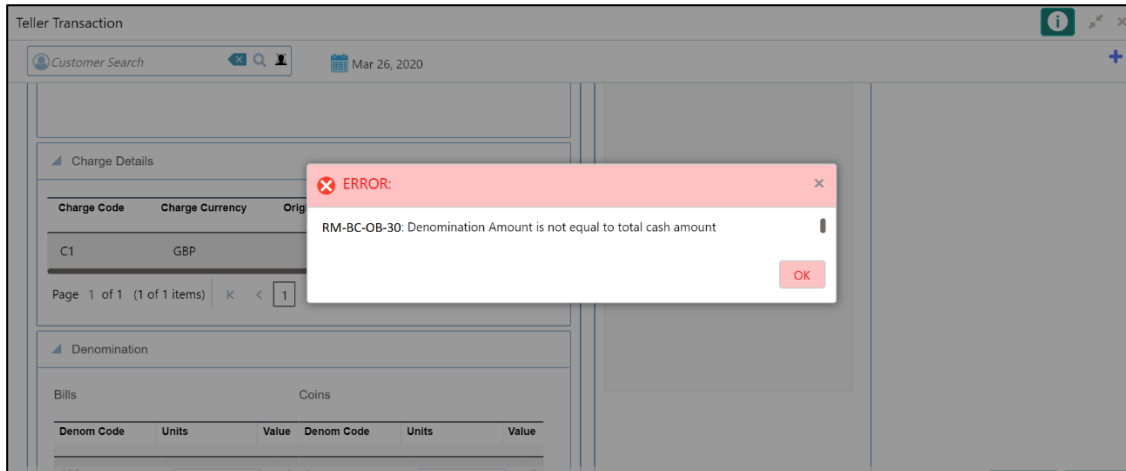 Teller Transaction
Customer Search
Mar 26, 2020
Charge Details
ERROR:
Charge Code Charge Currency Orig
RM-BC-OB-30: Denomination Amount is not equal to total cash amount
C1 GBP
OK
Page 1 of 1 (1 of 1 items) 1
Denomination
Bills Coins
Denom Code Units Value Denom Code Units Value